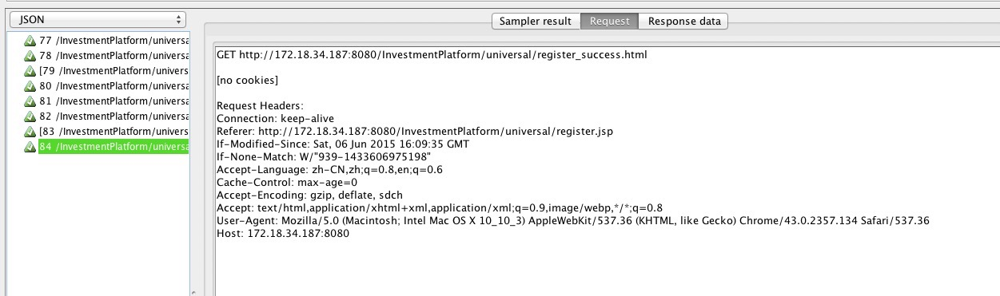 JSON
77 /InvestmentPlatform/universa
78 /InvestmentPlatform/universa
[79 /InvestmentPlatform/univers
80 /InvestmentPlatform/universa
81 /InvestmentPlatform/universa
82 /InvestmentPlatform/universa
[83 /InvestmentPlatform/univers
84 /InvestmentPlatform/universa
Sampler result Request Response data
GET http://172.18.34.187:8080/InvestmentPlatform/universal/register_success.html
[no cookies]
Request Headers:
Connection: keep-alive
Referer: http://172.18.34.187:8080/InvestmentPlatform/universal/register.jsp
If-Modified-Since: Sat, 06 Jun 2015 16:09:35 GMT
If-None-Match: W/"939-1433606975198"
Accept-Language: zh-CN,zh;q=0.8,en;q=0.6
Cache-Control: max-age=0
Accept-Encoding: gzip, deflate, sdch
Accept: text/html,application/xhtml+xml,application/xml;q=0.9,image/webp,*/*;q=0.8
User-Agent: Mozilla/5.0 (Macintosh; Intel Mac OS X 10_10_3) AppleWebKit/537.36 (KHTML, like Gecko) Chrome/43.0.2357.134 Safari/537.36
Host: 172.18.34.187:8080